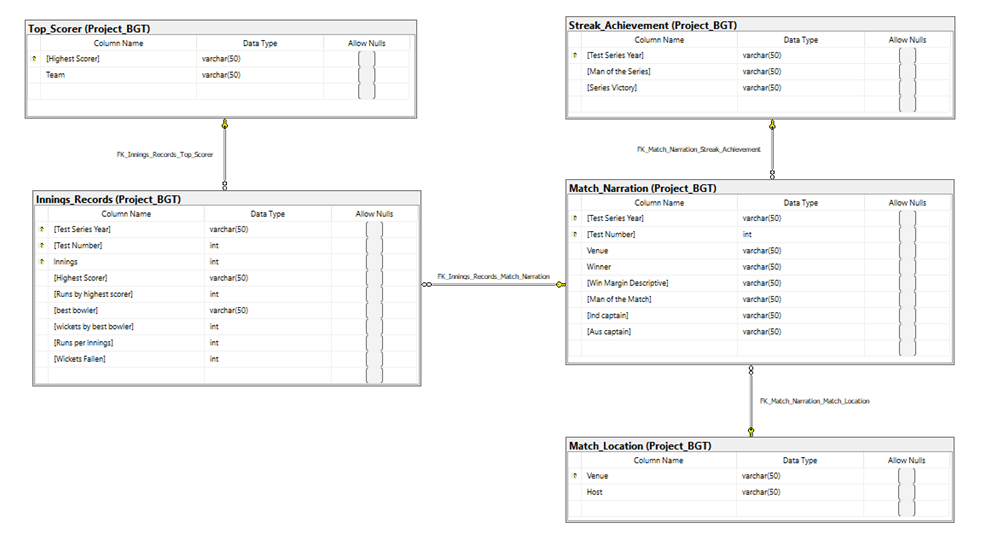 Top_Scorer (Project_BGT)
Column Name Data Type Allow Nulls
[Highest Scorer] varchar(50)
Team varchar(50)
Streak_Achievement (Project_BGT)
Column Name Data Type Allow Nulls
[Test Series Year] varchar(50)
[Man of the Series] varchar(50)
[Series Victory] varchar(50)
FK_Innings_Records_Top_Scorer
FK_Match_Narration_Streak_Achievement
Innings_Records (Project_BGT)
Column Name Data Type Allow Nulls
[Test Series Year] varchar(50)
[Test Number] int
Innings int
[Highest Scorer] varchar(50)
[Runs by highest scorer] int
[best bowler] varchar(50)
[wickets by best bowler] int
[Runs per Innings] int
[Wickets Fallen] int
FK_Innings_Records_Match_Narration
Match_Narration (Project_BGT)
Column Name Data Type Allow Nulls
[Test Series Year] varchar(50)
[Test Number] int
Venue varchar(50)
Winner varchar(50)
[Win Margin Descriptive] varchar(50)
[Man of the Match] varchar(50)
[Ind captain] varchar(50)
[Aus captain] varchar(50)
FK_Match_Narration_Match_Location
Match_Location (Project_BGT)
Column Name Data Type Allow Nulls
Venue varchar(50)
Host varchar(50)